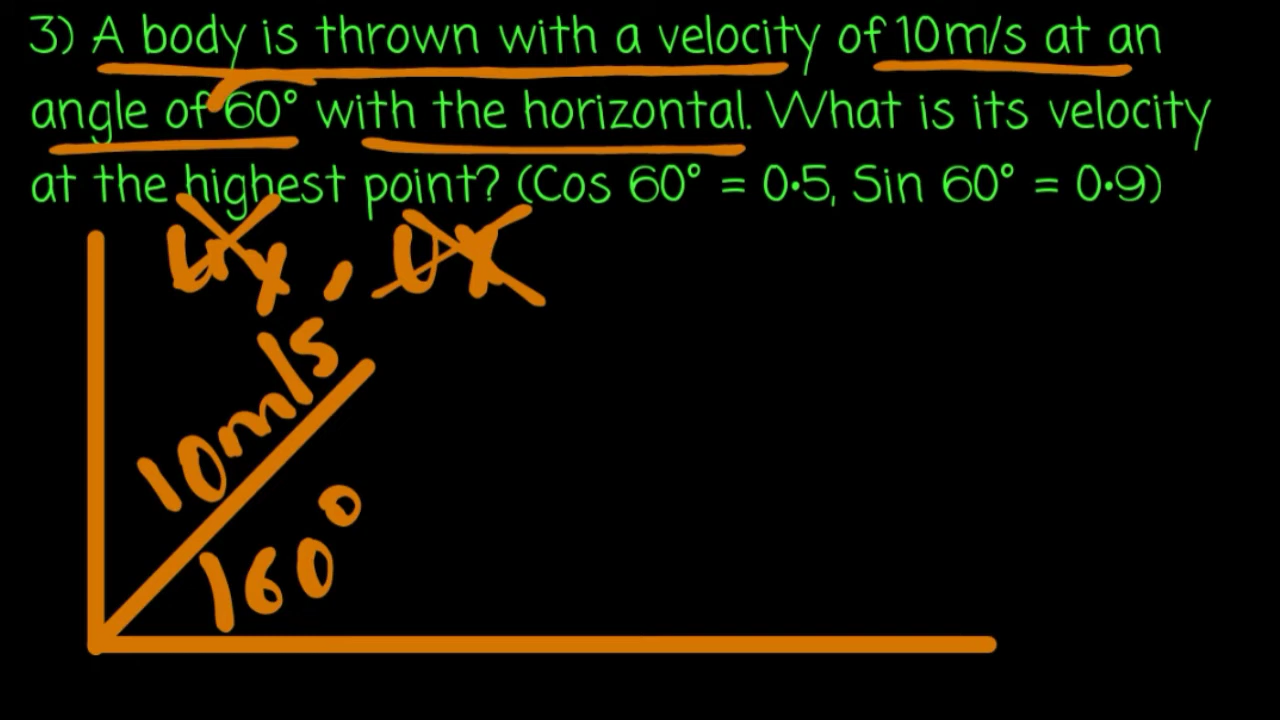 3) A body is thrown with a velocity of 10m/s at an
angle of 60° with the horizontal. What is its velocity
at the highest point? (Cos 60° = 0•5, Sin 60° = 0•9)
10m/s
60°